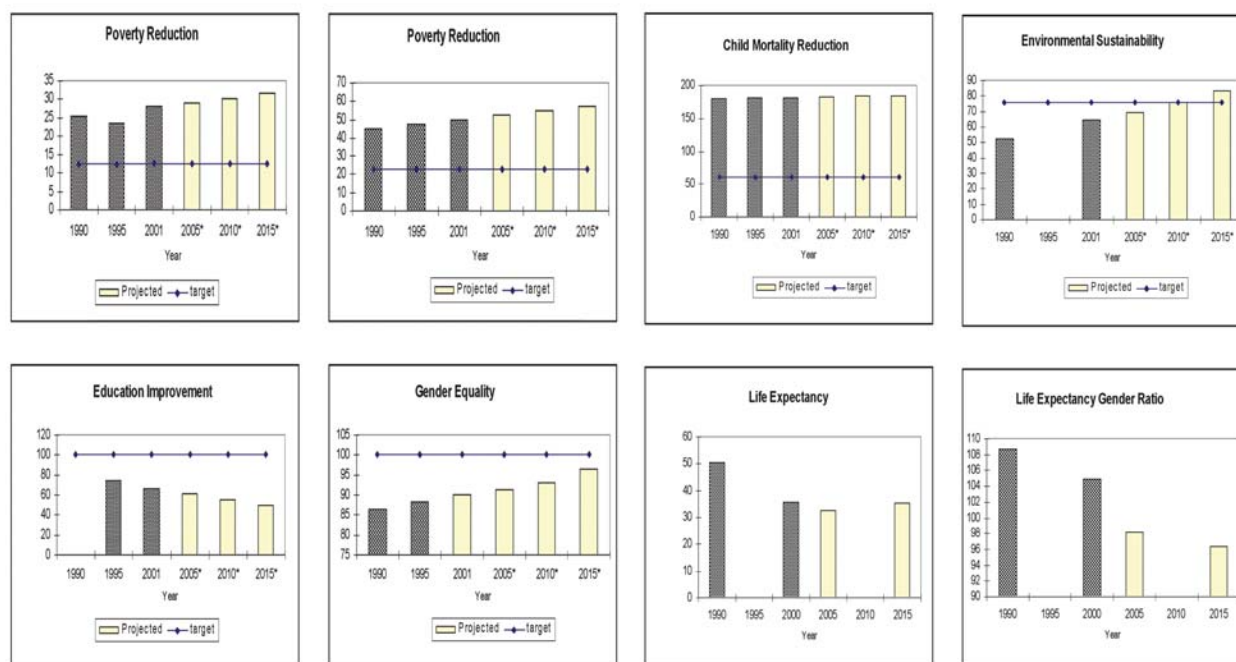 Poverty Reduction
35
30
25
20
15
10
5
0
1990 1995 2001 2005* 2010* 2015*
Year
Projected target
Poverty Reduction
70
60
50
40
30
20
10
0
1990 1995 2001 2005* 2010* 2015*
Year
Projected target
Child Mortality Reduction
200
150
100
50
0
1990 1995 2001 2005* 2010* 2015*
Year
Projected target
Environmental Sustainability
90
80
70
60
50
40
30
20
10
0
1990 1995 2001 2005* 2010* 2015*
Year
Projected target
Education Improvement
120
100
80
60
40
20
0
1990 1995 2001 2005* 2010* 2015*
Year
Projected target
Gender Equality
105
100
95
90
85
80
75
1990 1995 2001 2005* 2010* 2015*
Year
Projected target
Life Expectancy
60
50
40
30
20
10
0
1990 1995 2000 2005 2010 2015
Year
Life Expectancy Gender Ratio
110
108
106
104
102
100
98
96
94
92
90
1990 1995 2000 2005 2010 2015
Year